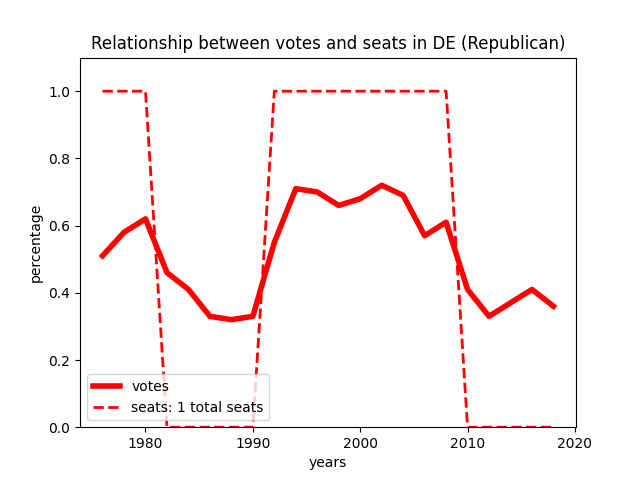 Relationship between votes and seats in DE (Republican)
1.0
0.8
0.6
0.4
0.2
0.0
percentage
votes
seats: 1 total seats
1980
1990
2000
2010
2020
years